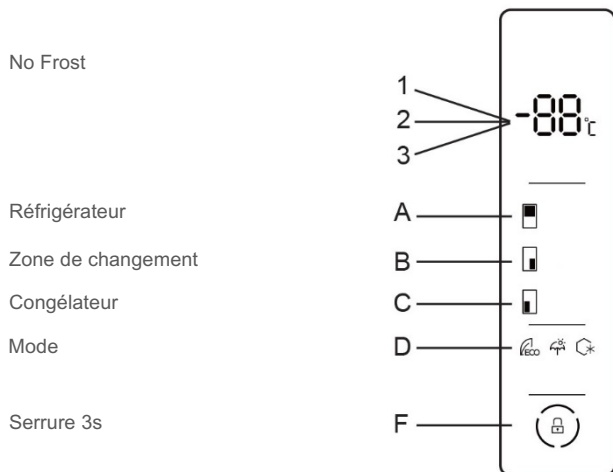 No Frost
1
2
3
-88°C
Réfrigérateur A
Zone de changement B
Congélateur C
Mode D ECO
Serrure 3s F